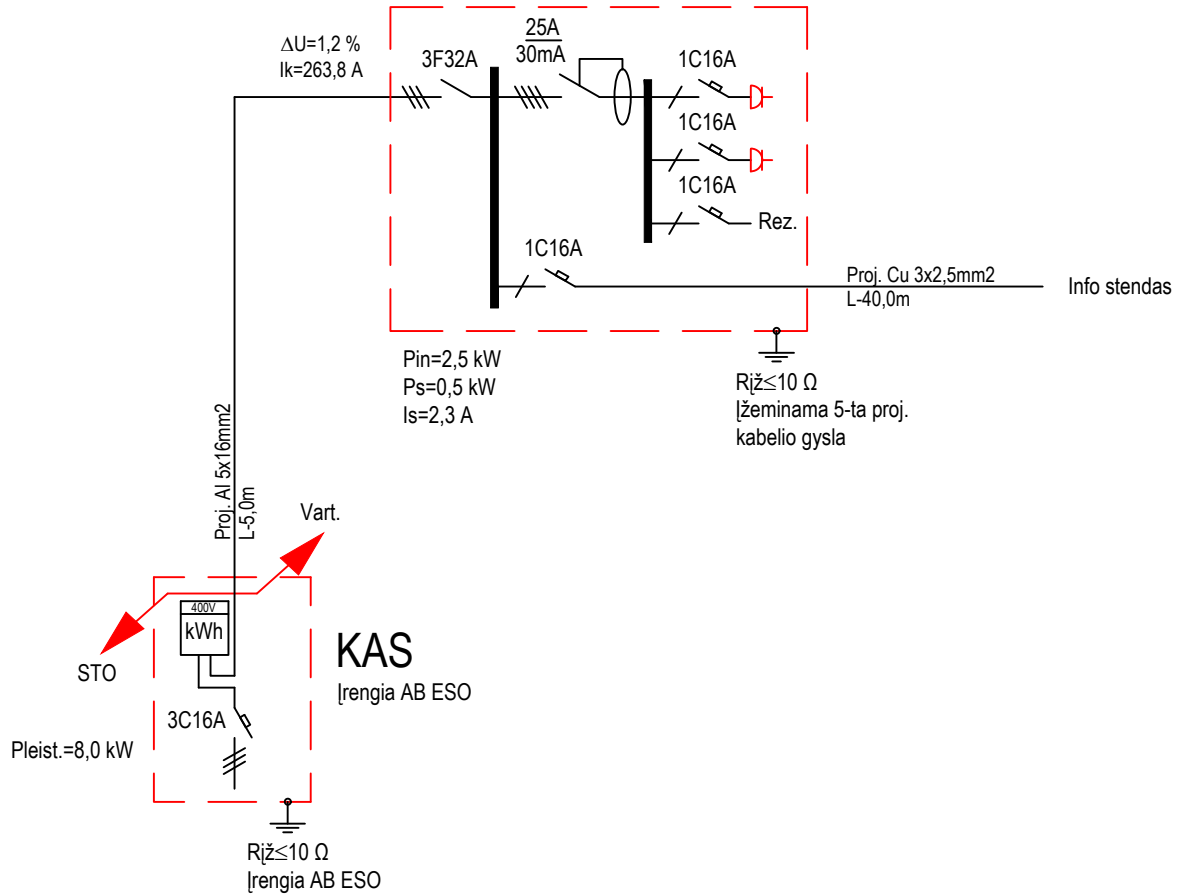 ΔU=1,2 %
Ik=263,8 A
3F32A
25A
30mA
1C16A
1C16A
1C16A
Rez.
1C16A
Proj. Cu 3x2,5mm2
L-40,0m
Info stendas
Pin=2,5 kW
Ps=0,5 kW
Is=2,3 A
Rįž≤10 Ω
Įžeminama 5-ta proj.
kabelio gysla
Proj. Al 5x16mm2
L-5,0m
Vart.
400V
kWh
STO
KAS
Įrengia AB ESO
3C16A
Pleist.=8,0 kW
Rįž≤10 Ω
Įrengia AB ESO